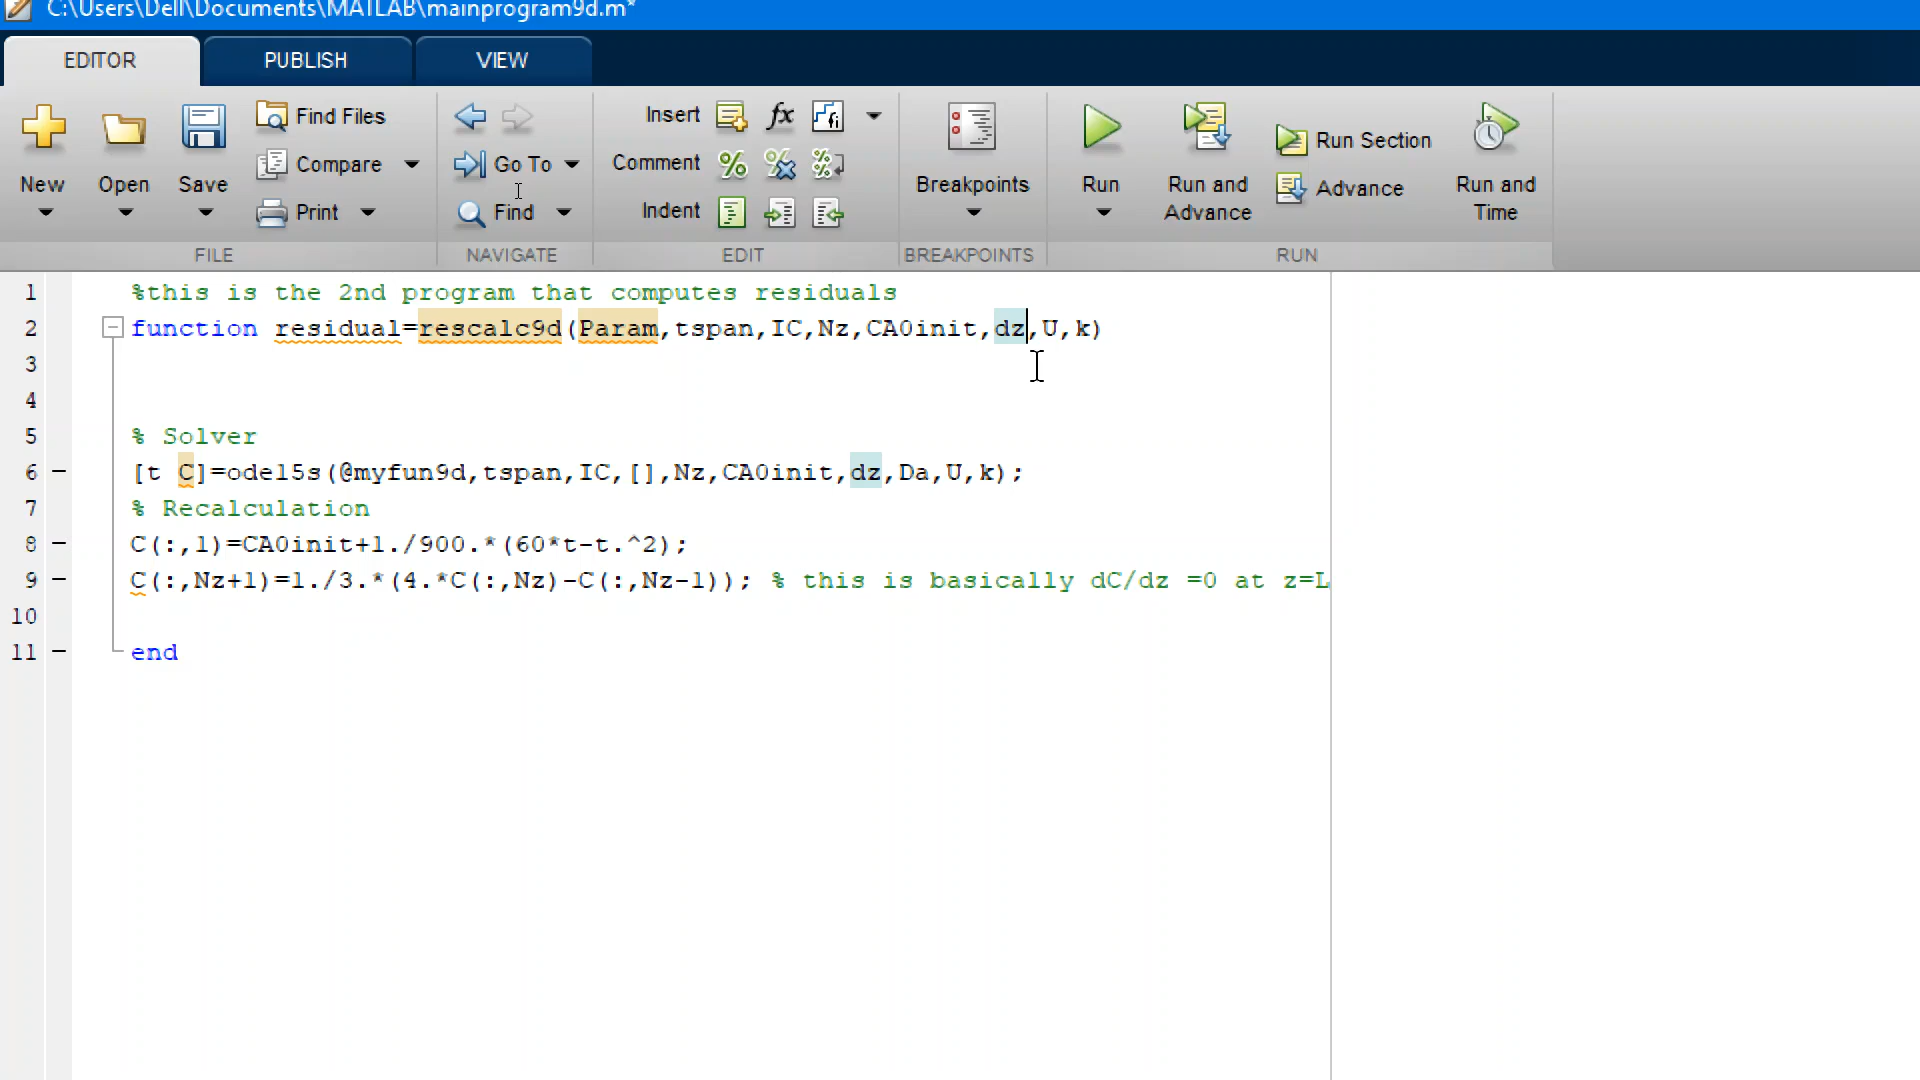 C:\Users\Dell\Documents\MATLAB\mainprogram9d.m*
EDITOR PUBLISH VIEW
New Open Save Find Files Compare Print
Go To Find
Insert fx fi
Comment % % %
Indent
Breakpoints
Run Run and Advance Run Section Advance Run and Time
FILE NAVIGATE EDIT BREAKPOINTS RUN
1 %this is the 2nd program that computes residuals
2 function residual=rescalc9d(Param,tspan,IC,Nz,CA0init,dz,U,k)
3
4
5 % Solver
6 [t C]=ode15s(@myfun9d,tspan,IC,[],Nz,CA0init,dz,Da,U,k);
7 % Recalculation
8 C(:,1)=CA0init+1./900.*(60*t-t.^2);
9 C(:,Nz+1)=1./3.*(4.*C(:,Nz)-C(:,Nz-1)); % this is basically dC/dz =0 at z=L
10
11 end